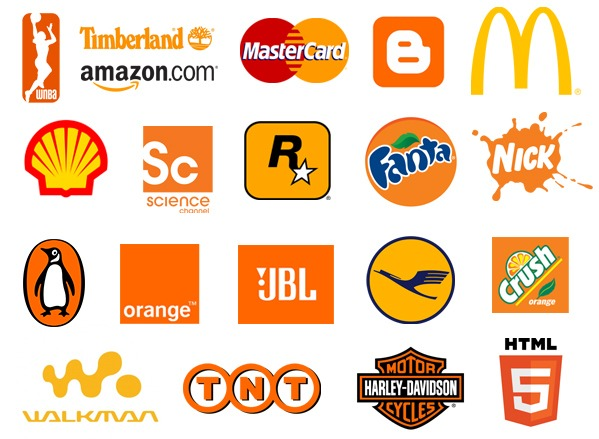 WNBA
Timberland ®
amazon.com®
MasterCard
B
M ®
Sc
science
channel
R ®
Fanta
NICK
orange™
JBL
Crush
orange
WALKMAN
TNT
MOTOR
HARLEY-DAVIDSON
CYCLES ®
HTML
5